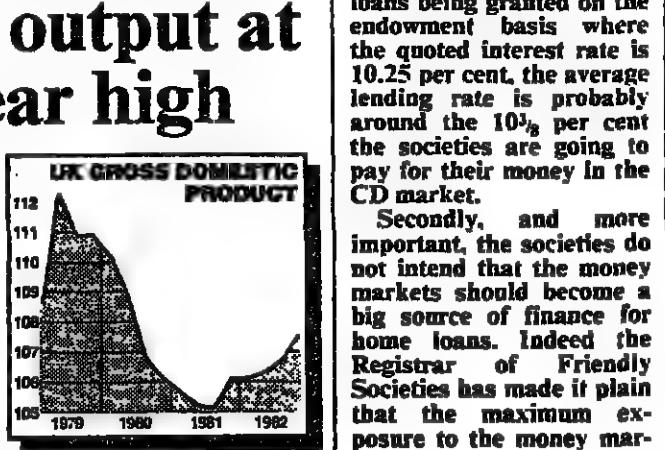 output at
ear high
UK GROSS DOMESTIC
PRODUCT
112
111
110
109
108
107
106
105
1979 1980 1981 1982
loans being granted on the
endowment basis where
the quoted interest rate is
10.25 per cent, the average
lending rate is probably
around the 10³⁄₈ per cent
the societies are going to
pay for their money in the
CD market.
Secondly, and more
important, the societies do
not intend that the money
markets should become a
big source of finance for
home loans. Indeed the
Registrar of Friendly
Societies has made it plain
that the maximum ex-
posure to the money mar-